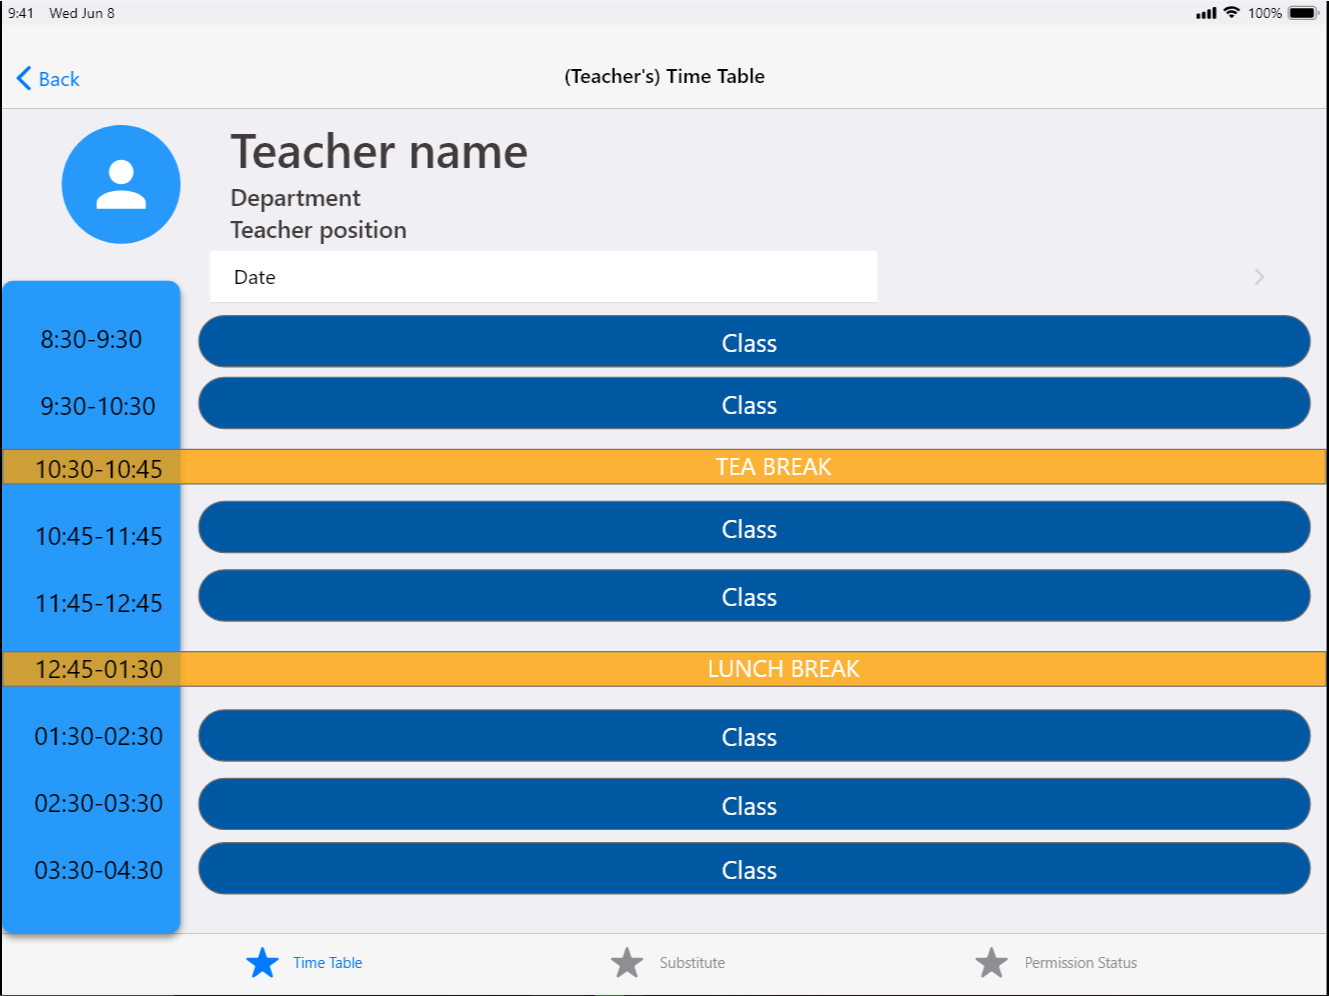 9:41 Wed Jun 8 100%
Back (Teacher's) Time Table
Teacher name
Department
Teacher position
Date
8:30-9:30 Class
9:30-10:30 Class
10:30-10:45 TEA BREAK
10:45-11:45 Class
11:45-12:45 Class
12:45-01:30 LUNCH BREAK
01:30-02:30 Class
02:30-03:30 Class
03:30-04:30 Class
Time Table Substitute Permission Status